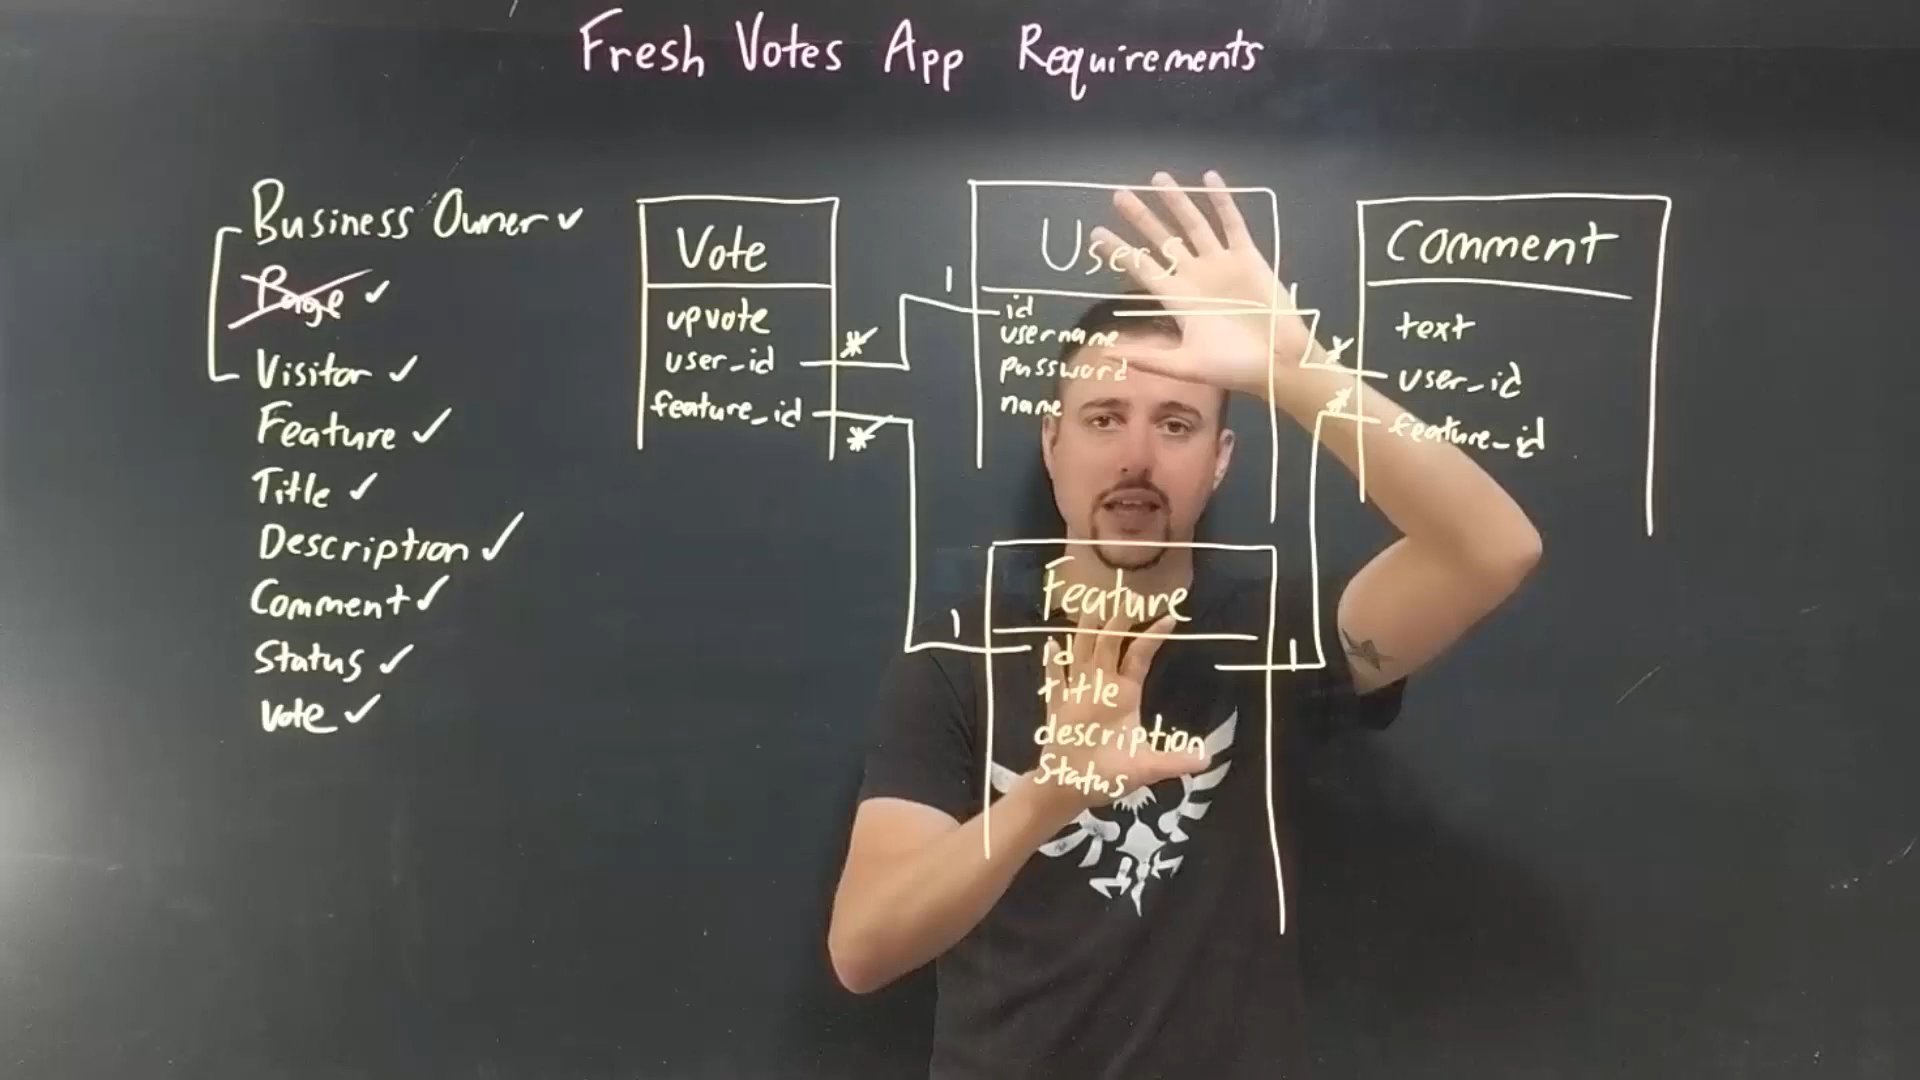 Fresh Votes App Requirements
Business Owner ✓
Page ✓
Visitor ✓
Feature ✓
Title ✓
Description ✓
Comment ✓
Status ✓
Vote ✓
Vote
upvote
user_id
feature_id
*
*
1
1
Users
id
username
password
name
1
*
*
1
Comment
text
user_id
feature_id
Feature
id
title
description
status